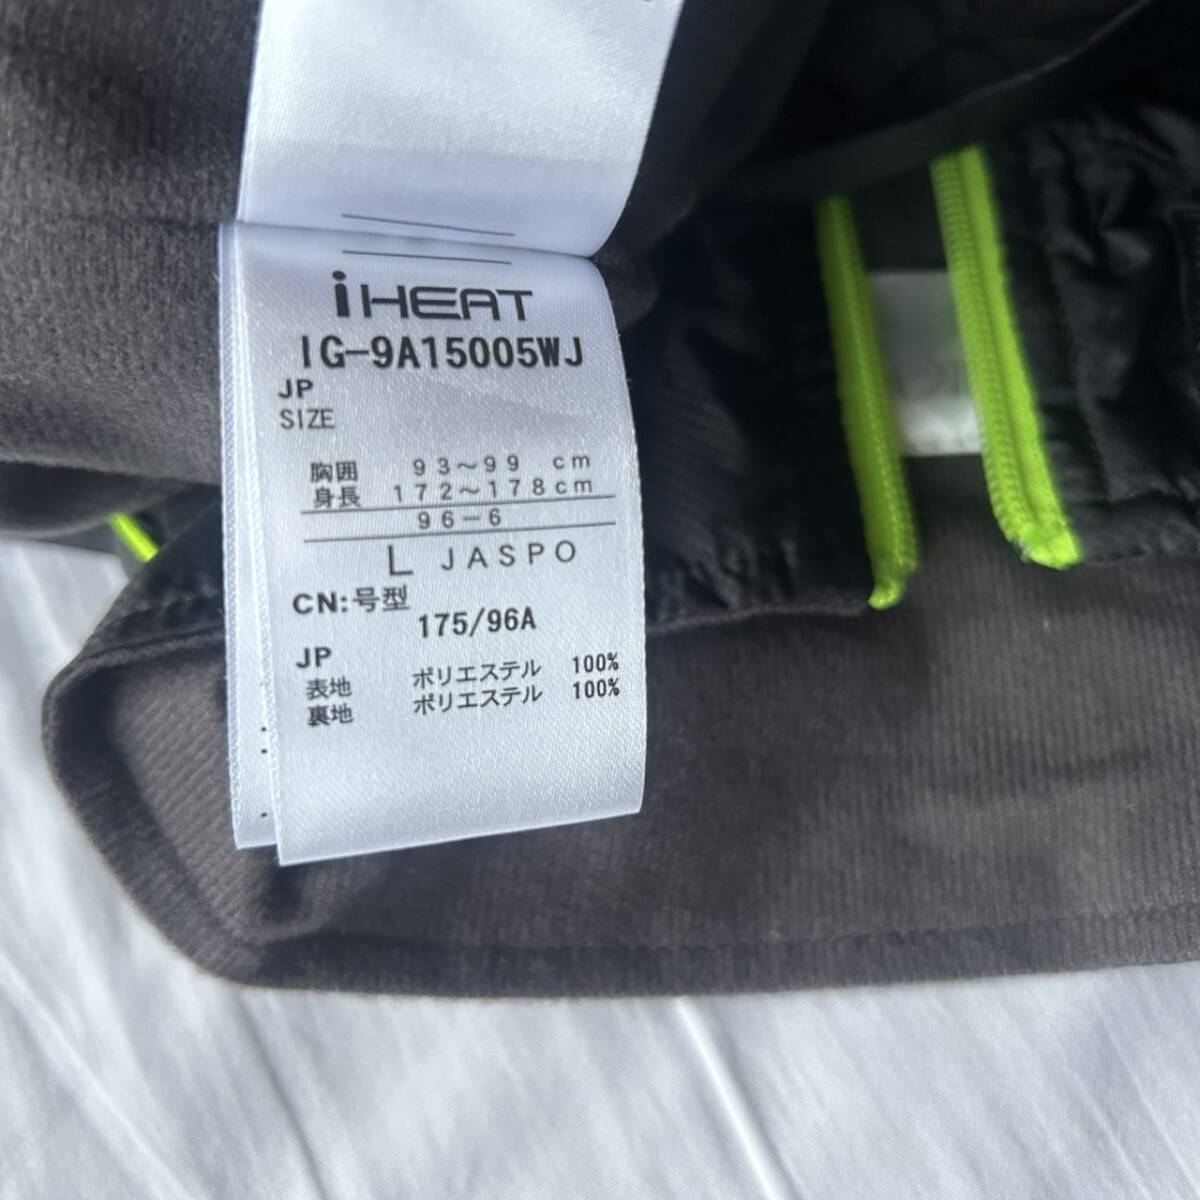 iHEAT
IG-9A15005WJ
JP
SIZE
胸囲 93～99 cm
身長 172～178cm
96-6
L JASPO
CN:号型
175/96A
JP
表地 ポリエステル 100%
裏地 ポリエステル 100%